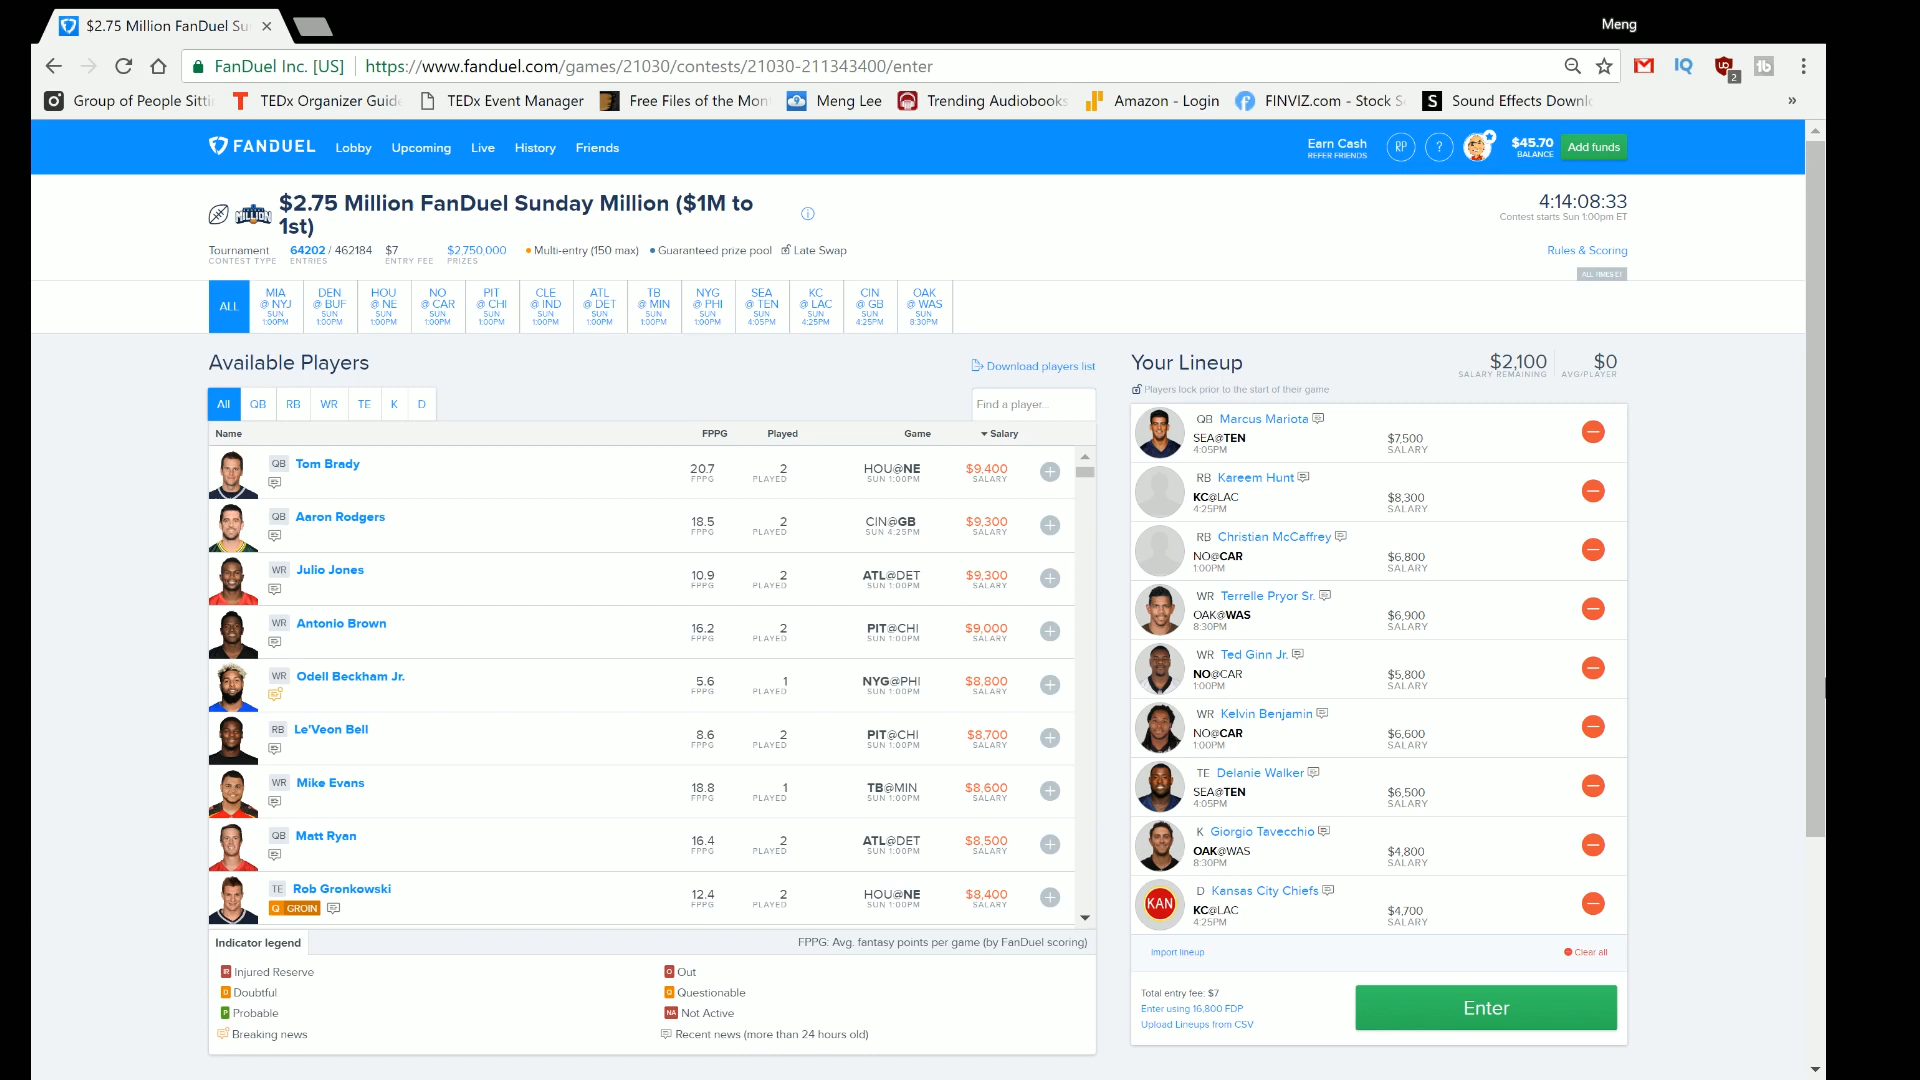 $2.75 Million FanDuel Su
Meng
FanDuel Inc. [US]
https://www.fanduel.com/games/21030/contests/21030-211343400/enter
Group of People Sitti
TEDx Organizer Guide
TEDx Event Manager
Free Files of the Mon
Meng Lee
Trending Audiobooks
Amazon - Login
FINVIZ.com - Stock S
Sound Effects Downl
»
FANDUEL
Lobby
Upcoming
Live
History
Friends
Earn Cash
REFER FRIENDS
RP
?
$45.70
BALANCE
Add funds
MILLION
$2.75 Million FanDuel Sunday Million ($1M to
1st)
4:14:08:33
Contest starts Sun 1:00pm ET
Tournament
CONTEST TYPE
64202 / 462184
ENTRIES
$7
ENTRY FEE
$2,750,000
PRIZES
Multi-entry (150 max)
Guaranteed prize pool
Late Swap
Rules & Scoring
ALL TIMES ET
ALL
MIA
@ NYJ
SUN
1:00PM
DEN
@ BUF
SUN
1:00PM
HOU
@ NE
SUN
1:00PM
NO
@ CAR
SUN
1:00PM
PIT
@ CHI
SUN
1:00PM
CLE
@ IND
SUN
1:00PM
ATL
@ DET
SUN
1:00PM
TB
@ MIN
SUN
1:00PM
NYG
@ PHI
SUN
1:00PM
SEA
@ TEN
SUN
4:05PM
KC
@ LAC
SUN
4:25PM
CIN
@ GB
SUN
4:25PM
OAK
@ WAS
SUN
8:30PM
Available Players
Download players list
All
QB
RB
WR
TE
K
D
Find a player...
Name
FPPG
Played
Game
Salary
QB Tom Brady
20.7
FPPG
2
PLAYED
HOU@NE
SUN 1:00PM
$9,400
SALARY
QB Aaron Rodgers
18.5
FPPG
2
PLAYED
CIN@GB
SUN 4:25PM
$9,300
SALARY
WR Julio Jones
10.9
FPPG
2
PLAYED
ATL@DET
SUN 1:00PM
$9,300
SALARY
WR Antonio Brown
16.2
FPPG
2
PLAYED
PIT@CHI
SUN 1:00PM
$9,000
SALARY
WR Odell Beckham Jr.
5.6
FPPG
1
PLAYED
NYG@PHI
SUN 1:00PM
$8,800
SALARY
RB Le'Veon Bell
8.6
FPPG
2
PLAYED
PIT@CHI
SUN 1:00PM
$8,700
SALARY
WR Mike Evans
18.8
FPPG
1
PLAYED
TB@MIN
SUN 1:00PM
$8,600
SALARY
QB Matt Ryan
16.4
FPPG
2
PLAYED
ATL@DET
SUN 1:00PM
$8,500
SALARY
TE Rob Gronkowski
Q GROIN
12.4
FPPG
2
PLAYED
HOU@NE
SUN 1:00PM
$8,400
SALARY
Indicator legend
FPPG: Avg. fantasy points per game (by FanDuel scoring)
IR Injured Reserve
O Out
D Doubtful
Q Questionable
P Probable
NA Not Active
Breaking news
Recent news (more than 24 hours old)
Your Lineup
$2,100
SALARY REMAINING
$0
AVG/PLAYER
Players lock prior to the start of their game
QB Marcus Mariota
SEA@TEN
4:05PM
$7,500
SALARY
RB Kareem Hunt
KC@LAC
4:25PM
$8,300
SALARY
RB Christian McCaffrey
NO@CAR
1:00PM
$6,800
SALARY
WR Terrelle Pryor Sr.
OAK@WAS
8:30PM
$6,900
SALARY
WR Ted Ginn Jr.
NO@CAR
1:00PM
$5,800
SALARY
WR Kelvin Benjamin
NO@CAR
1:00PM
$6,600
SALARY
TE Delanie Walker
SEA@TEN
4:05PM
$6,500
SALARY
K Giorgio Tavecchio
OAK@WAS
8:30PM
$4,800
SALARY
KAN
D Kansas City Chiefs
KC@LAC
4:25PM
$4,700
SALARY
Import lineup
Clear all
Total entry fee: $7
Enter using 16,800 FDP
Upload Lineups from CSV
Enter